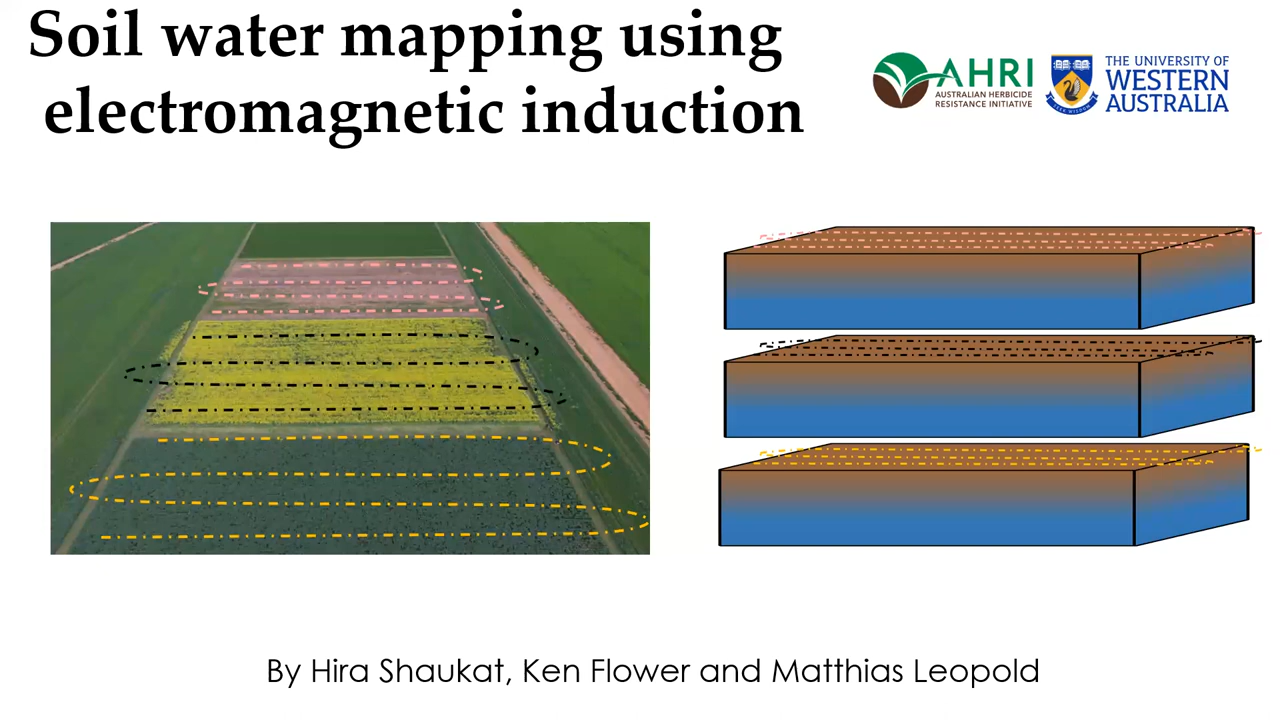 Soil water mapping using
electromagnetic induction
AHRI
AUSTRALIAN HERBICIDE
RESISTANCE INITIATIVE
THE UNIVERSITY OF
WESTERN
AUSTRALIA
By Hira Shaukat, Ken Flower and Matthias Leopold